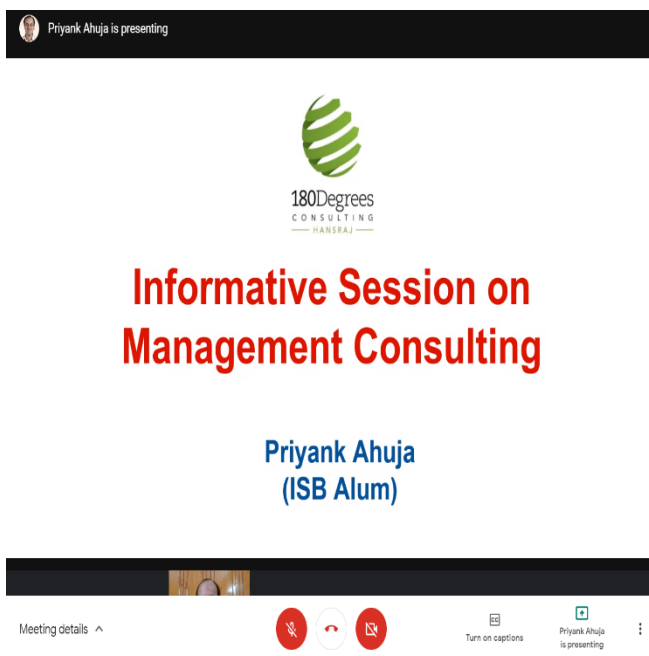 Priyank Ahuja is presenting
180Degrees
CONSULTING
HANSRAJ
Informative Session on
Management Consulting
Priyank Ahuja
(ISB Alum)
Meeting details
CC
Turn on captions
Priyank Ahuja
is presenting